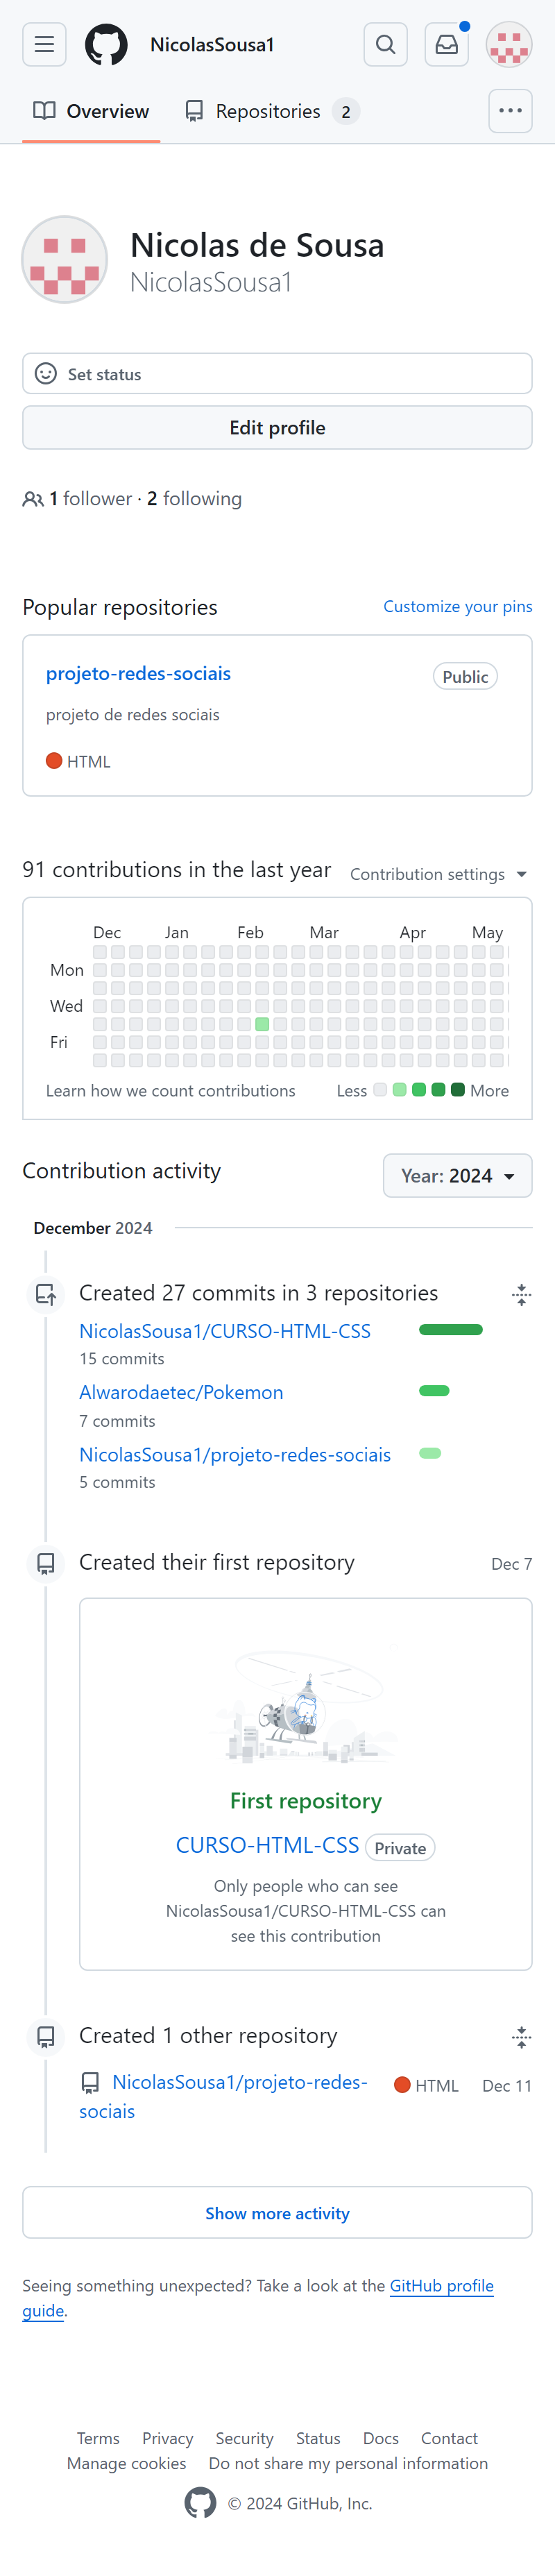 NicolasSousa1
Overview
Repositories 2
Nicolas de Sousa
NicolasSousa1
Set status
Edit profile
1 follower · 2 following
Popular repositories
Customize your pins
projeto-redes-sociais
Public
projeto de redes sociais
HTML
91 contributions in the last year
Contribution settings
Dec Jan Feb Mar Apr May
Mon
Wed
Fri
Learn how we count contributions
Less More
Contribution activity
Year: 2024
December 2024
Created 27 commits in 3 repositories
NicolasSousa1/CURSO-HTML-CSS
15 commits
Alwarodaetec/Pokemon
7 commits
NicolasSousa1/projeto-redes-sociais
5 commits
Created their first repository
Dec 7
First repository
CURSO-HTML-CSS Private
Only people who can see
NicolasSousa1/CURSO-HTML-CSS can
see this contribution
Created 1 other repository
NicolasSousa1/projeto-redes-
sociais
HTML
Dec 11
Show more activity
Seeing something unexpected? Take a look at the GitHub profile
guide.
Terms Privacy Security Status Docs Contact
Manage cookies Do not share my personal information
© 2024 GitHub, Inc.